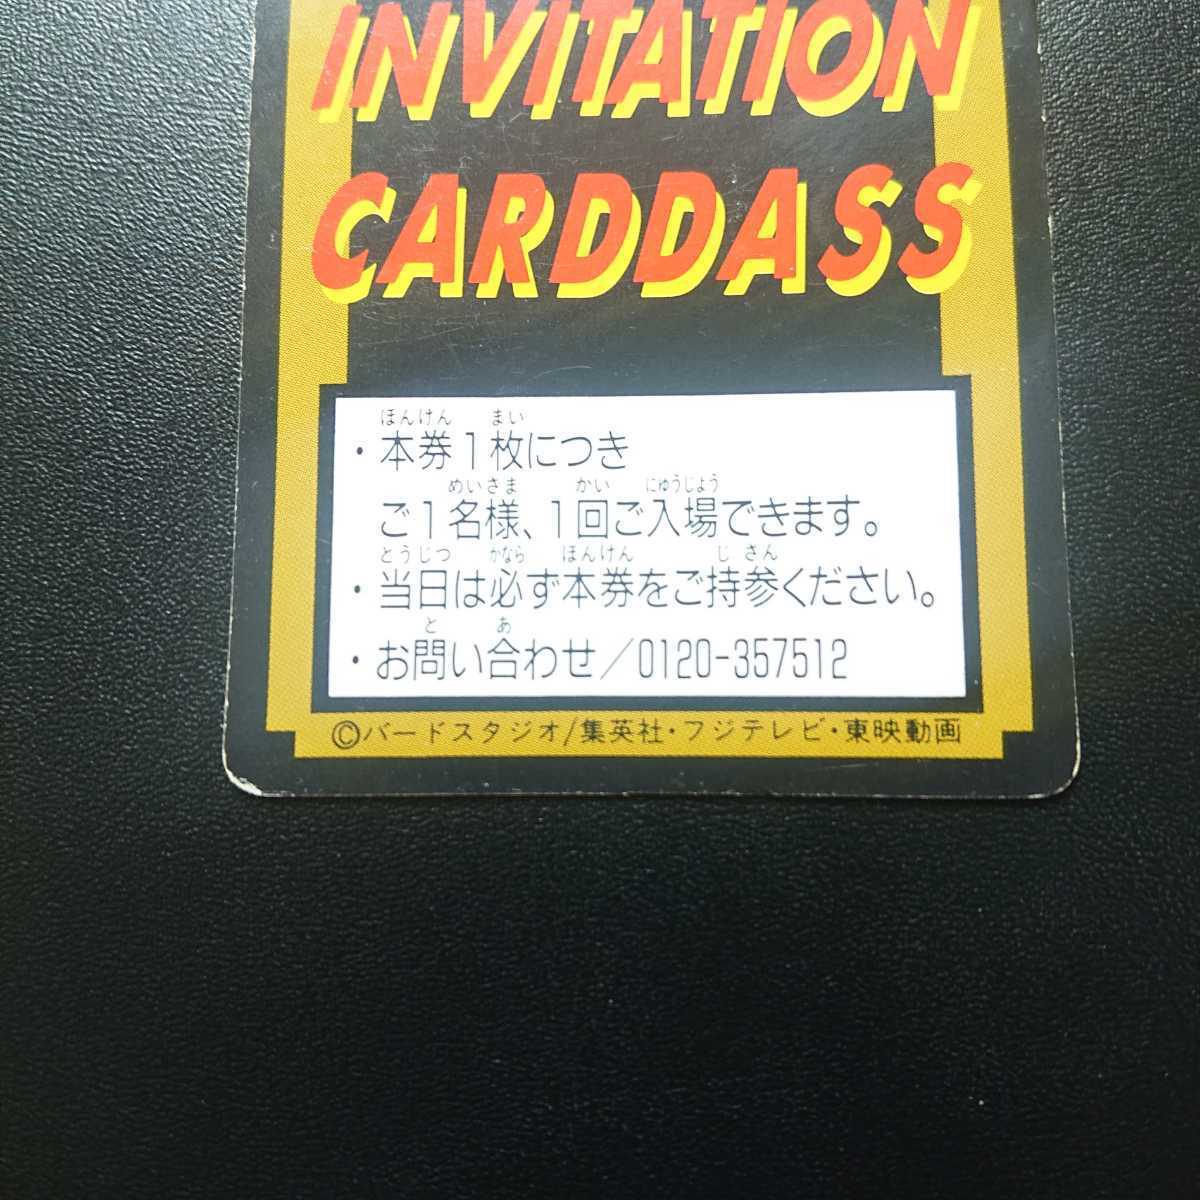 INVITATION
CARDDASS
ほんけん まい
・本券1枚につき
めいさま かい にゅうじょう
ご1名様、1回ご入場できます。
とうじつ かなら ほんけん じさん
・当日は必ず本券をご持参ください。
と あ
・お問い合わせ/0120-357512
©バードスタジオ/集英社・フジテレビ・東映動画